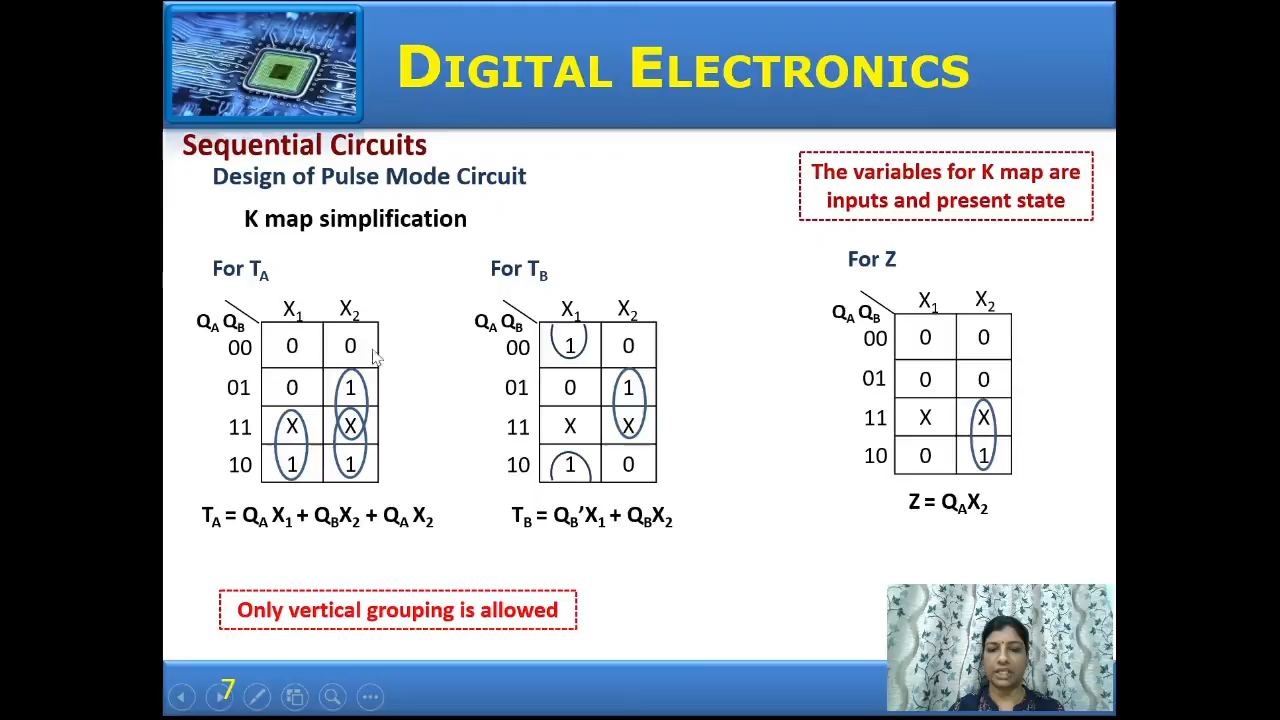 DIGITAL ELECTRONICS
Sequential Circuits
Design of Pulse Mode Circuit
K map simplification
The variables for K map are
inputs and present state
For TA
X1 X2
QA QB
00 0 0
01 0 1
11 X X
10 1 1
TA = QA X1 + QBX2 + QA X2
For TB
X1 X2
QA QB
00 1 0
01 0 1
11 X X
10 1 0
TB = QB’X1 + QBX2
For Z
X1 X2
QA QB
00 0 0
01 0 0
11 X X
10 0 1
Z = QAX2
Only vertical grouping is allowed
7